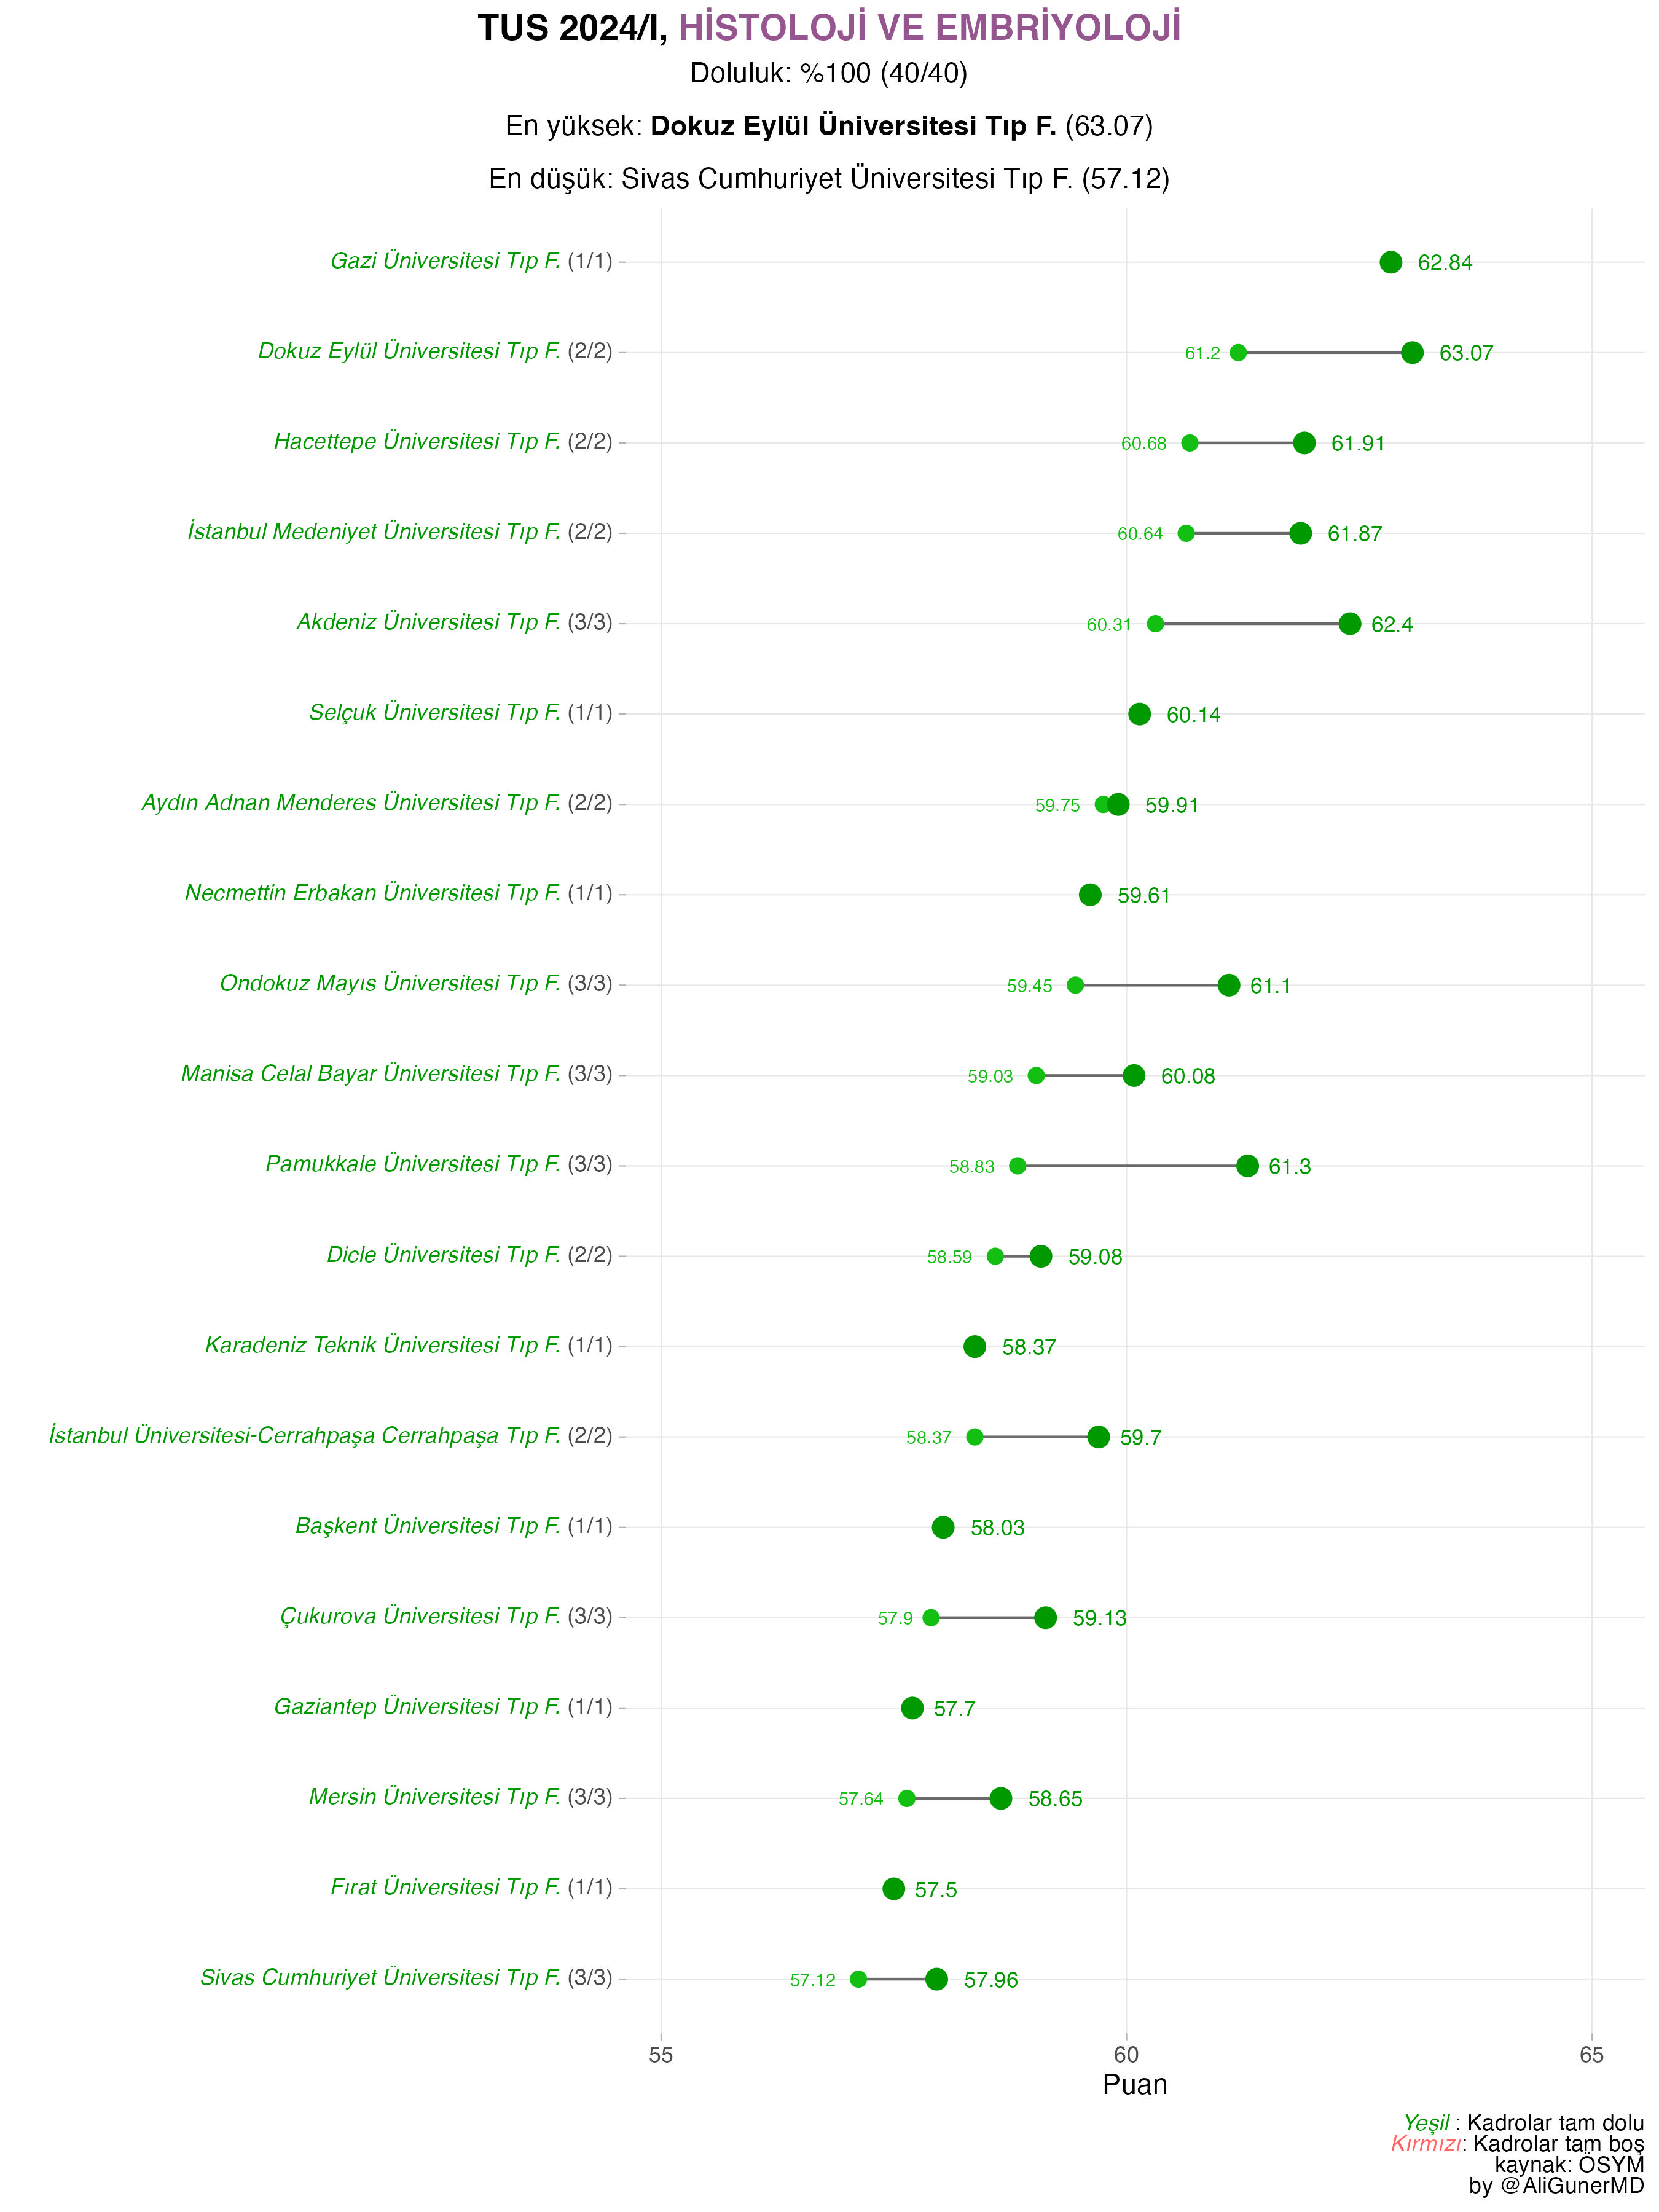 TUS 2024/I, HİSTOLOJİ VE EMBRİYOLOJİ
Doluluk: %100 (40/40)
En yüksek: Dokuz Eylül Üniversitesi Tıp F. (63.07)
En düşük: Sivas Cumhuriyet Üniversitesi Tıp F. (57.12)
Gazi Üniversitesi Tıp F. (1/1) 62.84
Dokuz Eylül Üniversitesi Tıp F. (2/2) 61.2 63.07
Hacettepe Üniversitesi Tıp F. (2/2) 60.68 61.91
İstanbul Medeniyet Üniversitesi Tıp F. (2/2) 60.64 61.87
Akdeniz Üniversitesi Tıp F. (3/3) 60.31 62.4
Selçuk Üniversitesi Tıp F. (1/1) 60.14
Aydın Adnan Menderes Üniversitesi Tıp F. (2/2) 59.75 59.91
Necmettin Erbakan Üniversitesi Tıp F. (1/1) 59.61
Ondokuz Mayıs Üniversitesi Tıp F. (3/3) 59.45 61.1
Manisa Celal Bayar Üniversitesi Tıp F. (3/3) 59.03 60.08
Pamukkale Üniversitesi Tıp F. (3/3) 58.83 61.3
Dicle Üniversitesi Tıp F. (2/2) 58.59 59.08
Karadeniz Teknik Üniversitesi Tıp F. (1/1) 58.37
İstanbul Üniversitesi-Cerrahpaşa Cerrahpaşa Tıp F. (2/2) 58.37 59.7
Başkent Üniversitesi Tıp F. (1/1) 58.03
Çukurova Üniversitesi Tıp F. (3/3) 57.9 59.13
Gaziantep Üniversitesi Tıp F. (1/1) 57.7
Mersin Üniversitesi Tıp F. (3/3) 57.64 58.65
Fırat Üniversitesi Tıp F. (1/1) 57.5
Sivas Cumhuriyet Üniversitesi Tıp F. (3/3) 57.12 57.96
55 60 65
Puan
Yeşil : Kadrolar tam dolu
Kırmızı: Kadrolar tam boş
kaynak: ÖSYM
by @AliGunerMD